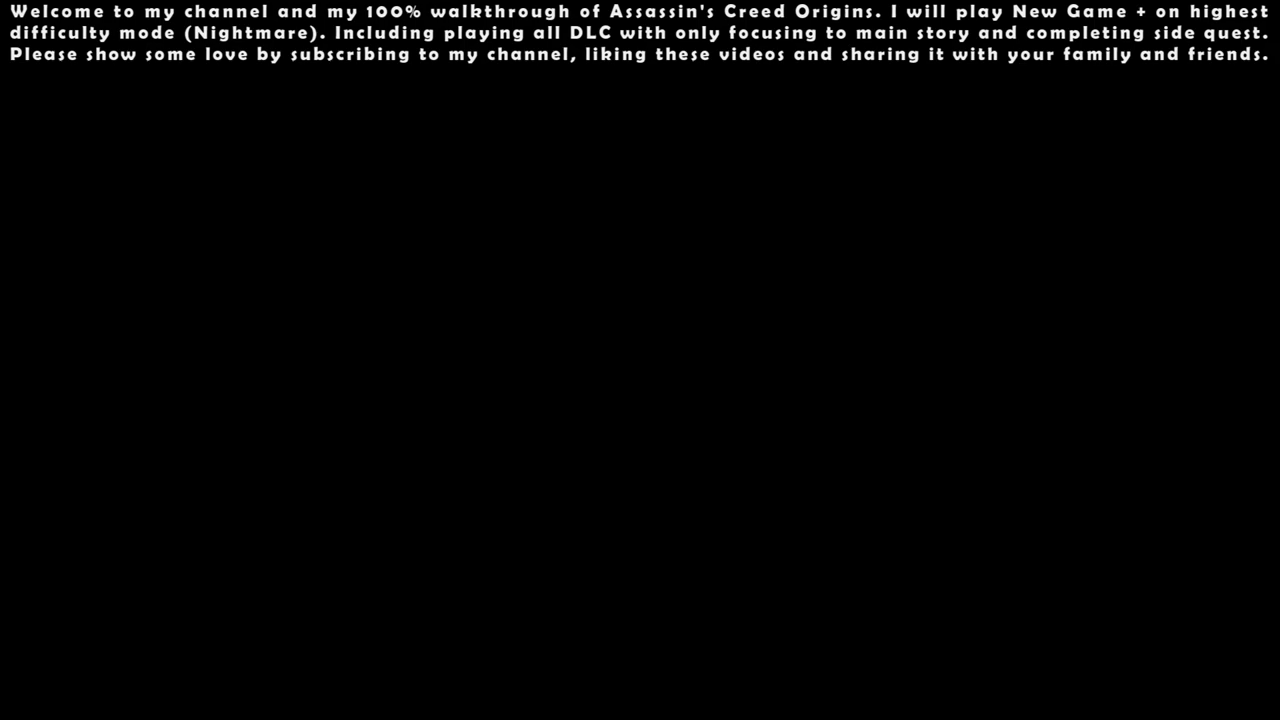 Welcome to my channel and my 100% walkthrough of Assassin's Creed Origins. I will play New Game + on highest
difficulty mode (Nightmare). Including playing all DLC with only focusing to main story and completing side quest.
Please show some love by subscribing to my channel, liking these videos and sharing it with your family and friends.